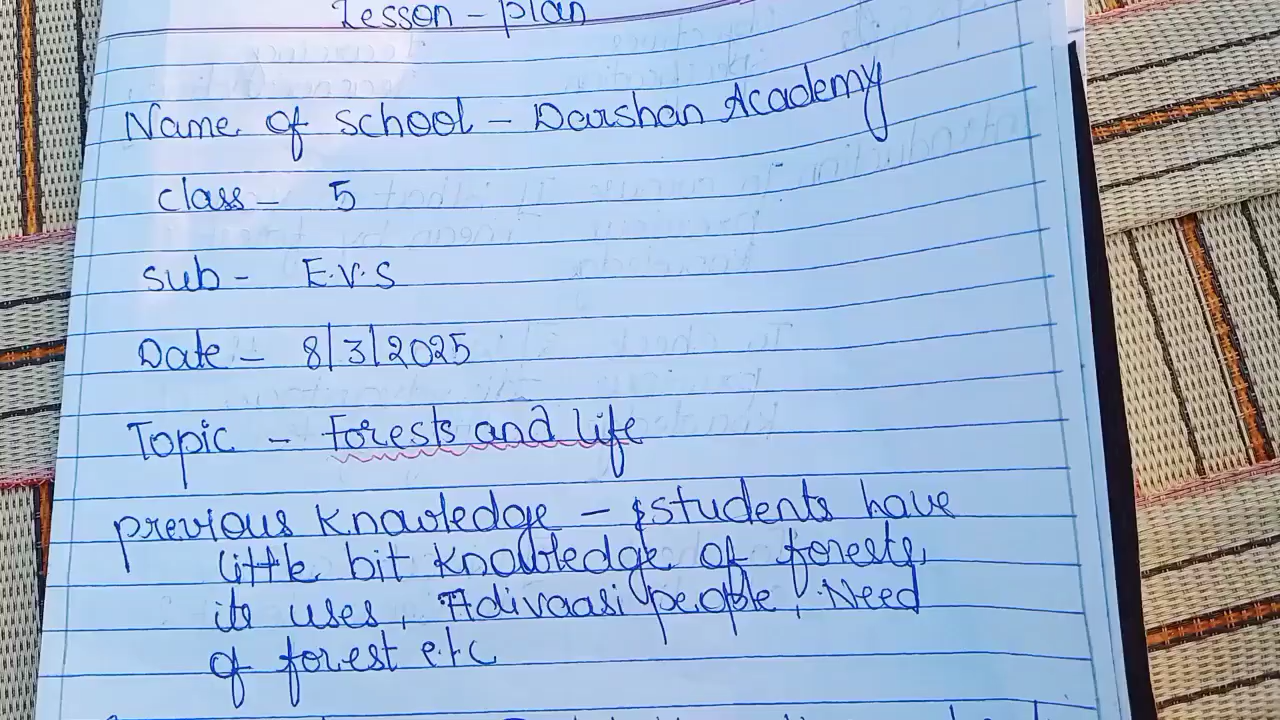 Lesson - plan
Name of school - Darshan Academy
class - 5
Sub - E.V.S
Date - 8/3/2025
Topic - Forests and life
previous knowledge - students have
little bit knowledge of forests,
its uses, Adivaasi people, Need
of forest etc